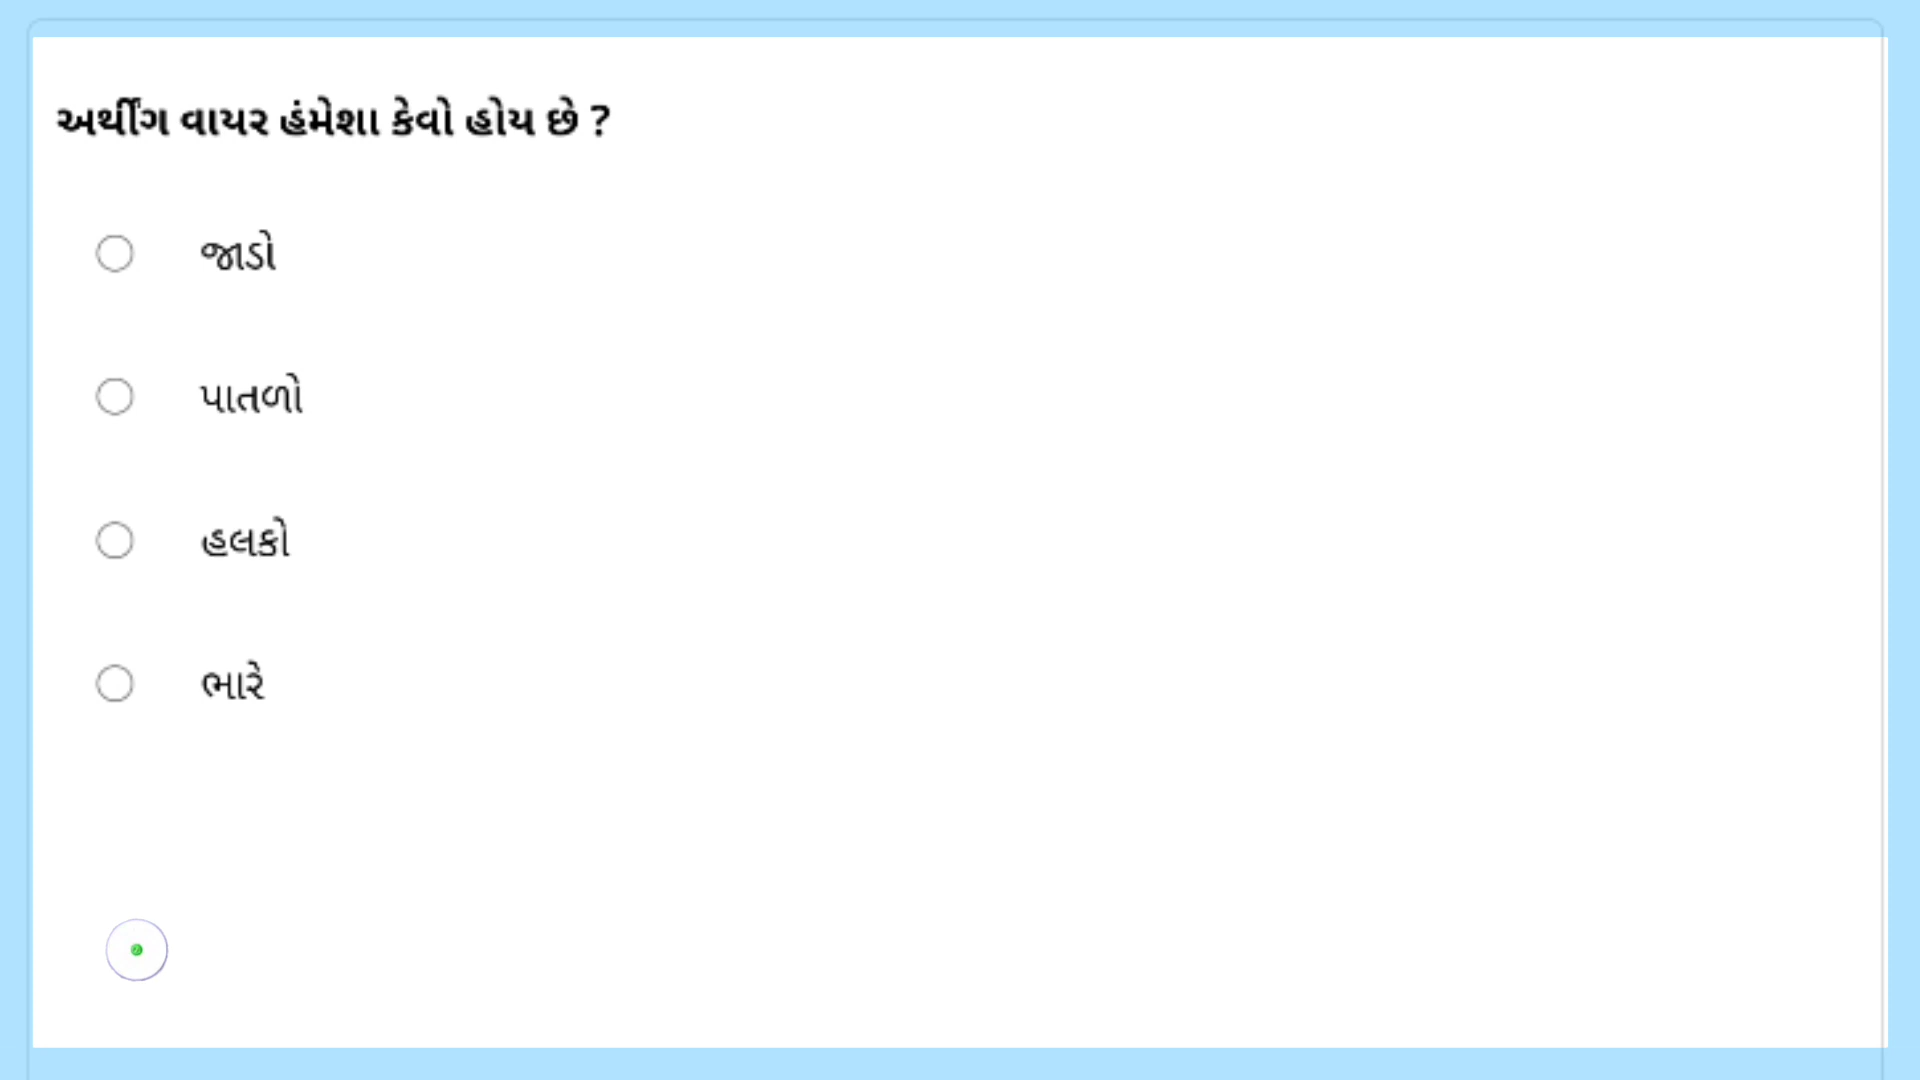 અર્થીંગ વાયર હંમેશા કેવો હોય છે ?
જાડો
પાતળો
હલકો
ભારે